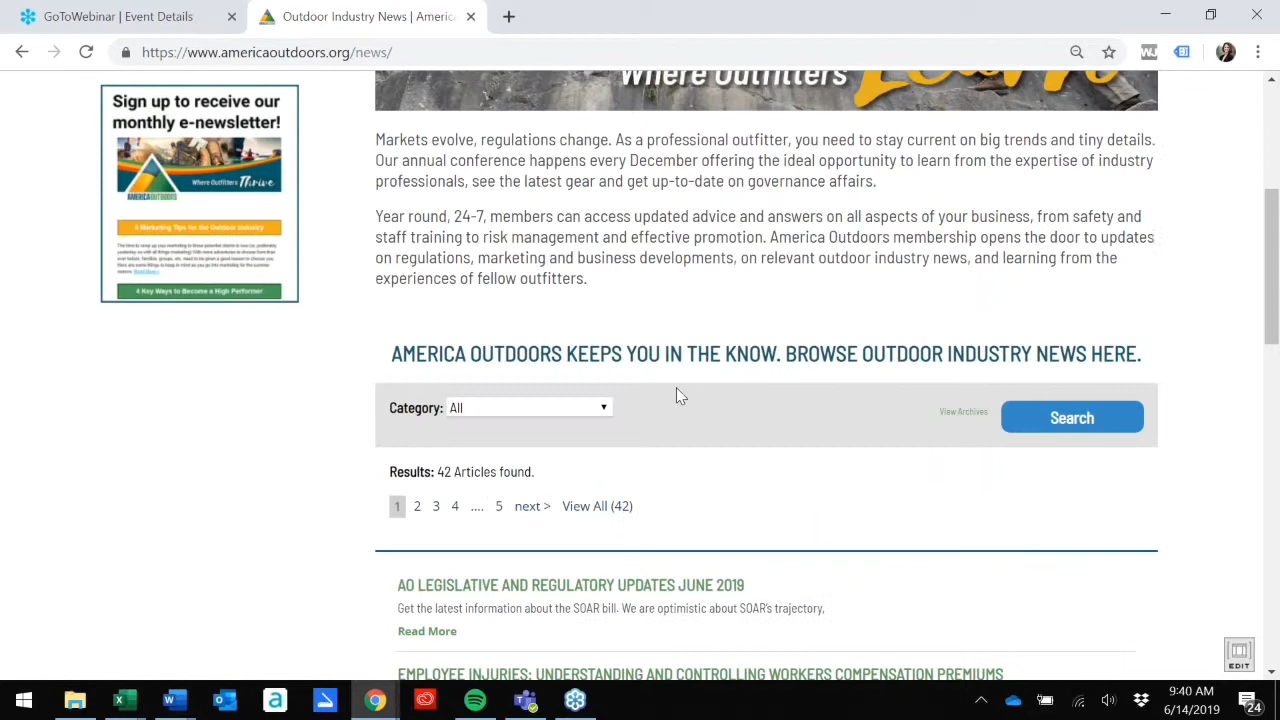 GoToWebinar | Event Details
Outdoor Industry News | Americ
https://www.americaoutdoors.org/news/
Where Outfitters
Sign up to receive our
monthly e-newsletter!
Where Outfitters Thrive
AMERICAOUTDOORS
8 Marketing Tips for the Outdoor Industry
Read More >
4 Key Ways to Become a High Performer
Markets evolve, regulations change. As a professional outfitter, you need to stay current on big trends and tiny details.
Our annual conference happens every December offering the ideal opportunity to learn from the expertise of industry
professionals, see the latest gear and get up-to-date on governance affairs.
Year round, 24-7, members can access updated advice and answers on all aspects of your business, from safety and
staff training to risk management and effective promotion. America Outdoors membership opens the door to updates
on regulations, marketing and business developments, on relevant outdoor industry news, and learning from the
experiences of fellow outfitters.
AMERICA OUTDOORS KEEPS YOU IN THE KNOW. BROWSE OUTDOOR INDUSTRY NEWS HERE.
Category: All
View Archives
Search
Results: 42 Articles found.
1 2 3 4 .... 5 next > View All (42)
AO LEGISLATIVE AND REGULATORY UPDATES JUNE 2019
Get the latest information about the SOAR bill. We are optimistic about SOAR's trajectory,
Read More
EMPLOYEE INJURIES: UNDERSTANDING AND CONTROLLING WORKERS COMPENSATION PREMIUMS
EDIT
9:40 AM
6/14/2019
24